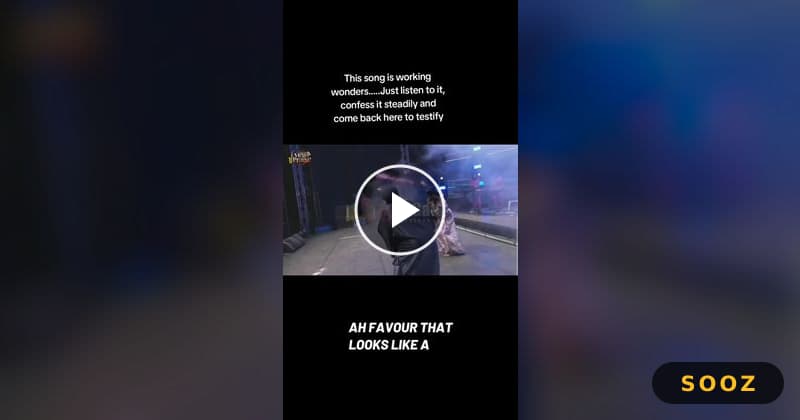 This song is working
wonders.....Just listen to it,
confess it steadily and
come back here to testify
AH FAVOUR THAT
LOOKS LIKE A
SOOZ